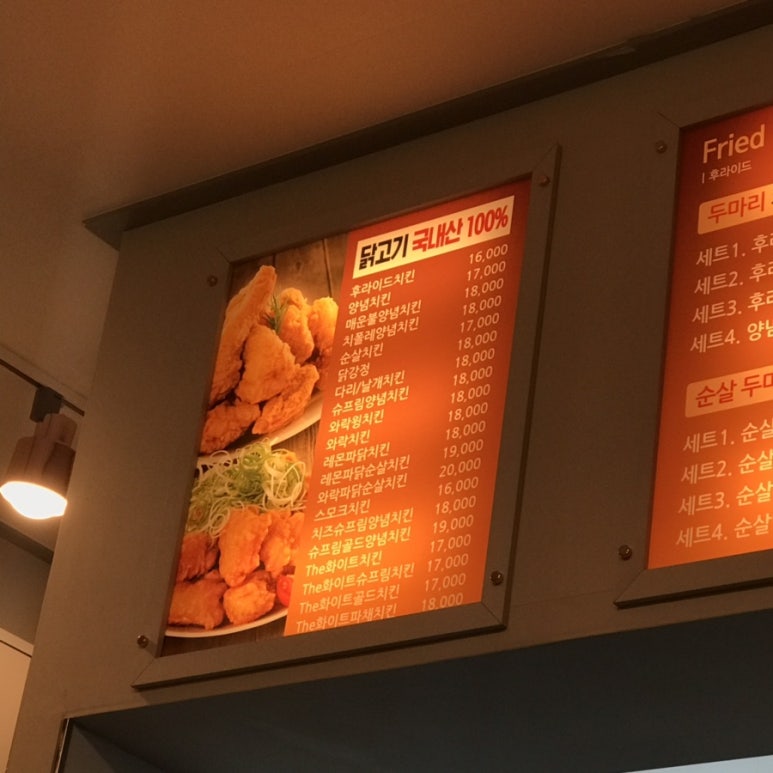 닭고기 국내산 100%
후라이드치킨 16,000
양념치킨 17,000
매운불양념치킨 18,000
치폴레양념치킨 18,000
순살치킨 17,000
닭강정 18,000
다리/날개치킨 18,000
슈프림양념치킨 18,000
와락윙치킨 18,000
와락치킨 18,000
레몬파닭치킨 18,000
레몬파닭순살치킨 19,000
와락파닭순살치킨 20,000
스모크치킨 16,000
치즈슈프림양념치킨 18,000
슈프림골드양념치킨 19,000
The화이트치킨 17,000
The화이트슈프림치킨 17,000
The화이트골드치킨 17,000
The화이트파채치킨 18,000
Fried
| 후라이드
두마리
세트1. 후라
세트2. 후라
세트3. 후라
세트4. 양념
순살 두마
세트1. 순살
세트2. 순살
세트3. 순살
세트4. 순살